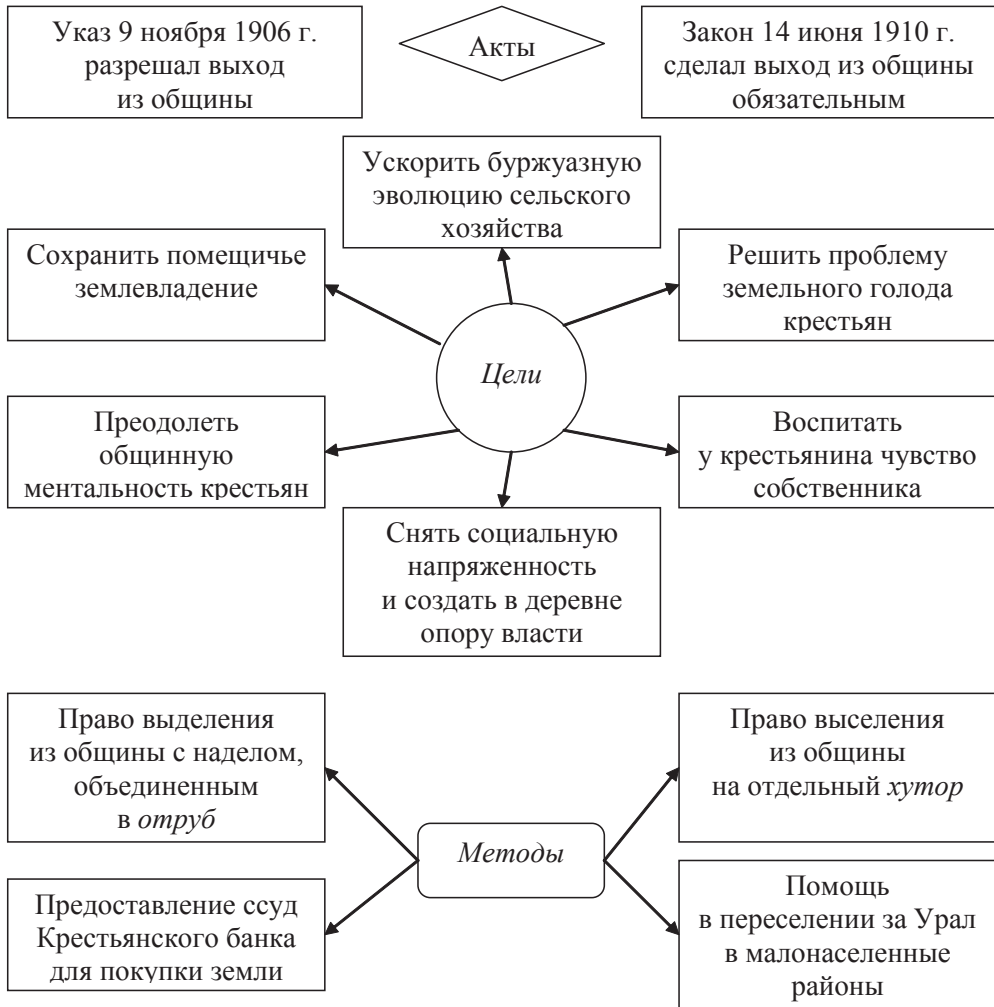 Указ 9 ноября 1906 г.
разрешал выход
из общины
Акты
Закон 14 июня 1910 г.
сделал выход из общины
обязательным
Ускорить буржуазную
эволюцию сельского
хозяйства
Сохранить помещичье
землевладение
Решить проблему
земельного голода
крестьян
Цели
Преодолеть
общинную
ментальность крестьян
Воспитать
у крестьянина чувство
собственника
Снять социальную
напряженность
и создать в деревне
опору власти
Право выделения
из общины с наделом,
объединенным
в отруб
Право выселения
из общины
на отдельный хутор
Методы
Предоставление ссуд
Крестьянского банка
для покупки земли
Помощь
в переселении за Урал
в малонаселенные
районы